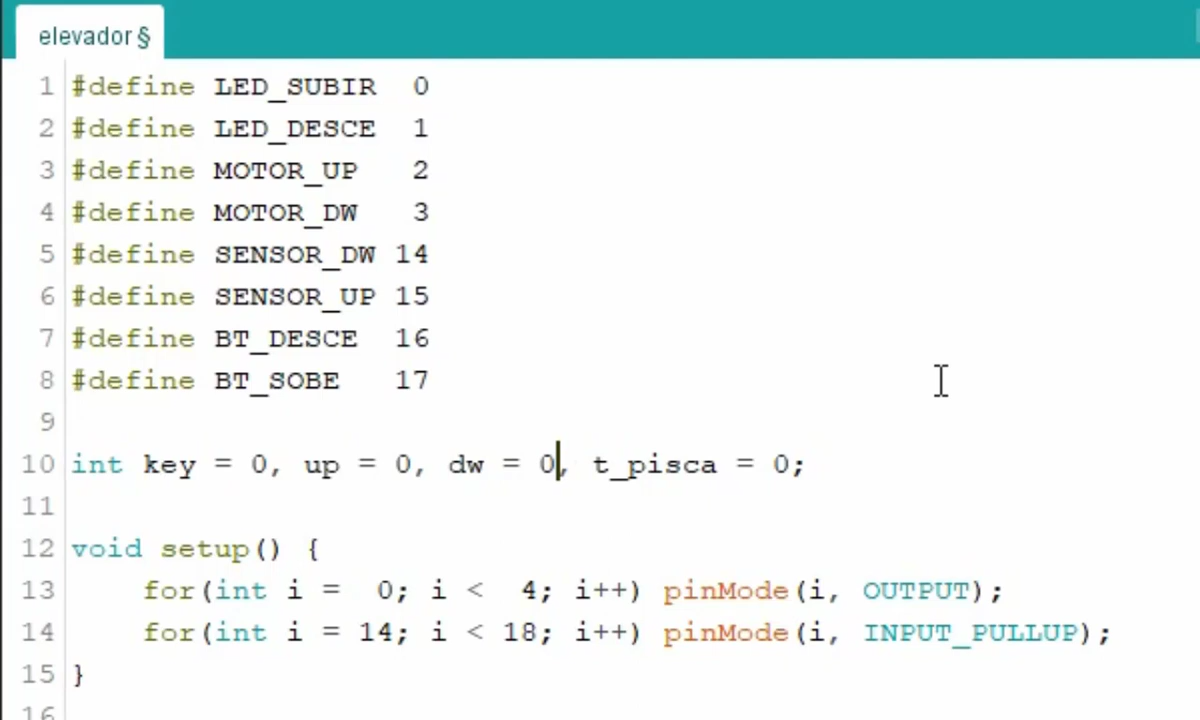 elevador §
1 #define LED_SUBIR  0
2 #define LED_DESCE  1
3 #define MOTOR_UP   2
4 #define MOTOR_DW   3
5 #define SENSOR_DW 14
6 #define SENSOR_UP 15
7 #define BT_DESCE  16
8 #define BT_SOBE   17
9
10 int key = 0, up = 0, dw = 0, t_pisca = 0;
11
12 void setup() {
13     for(int i =  0; i <  4; i++) pinMode(i, OUTPUT);
14     for(int i = 14; i < 18; i++) pinMode(i, INPUT_PULLUP);
15 }
16